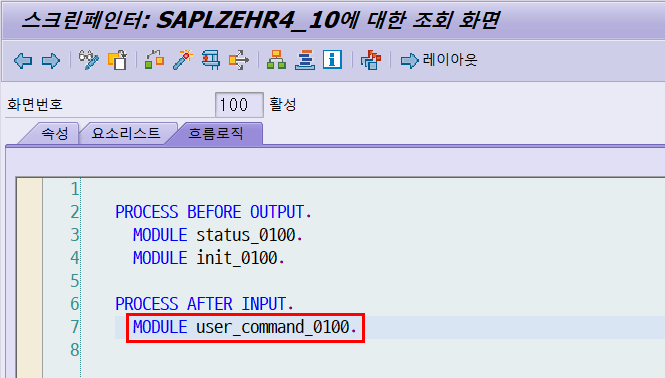 스크린페인터: SAPLZEHR4_10에 대한 조회 화면
레이아웃
화면번호 100 활성
속성 요소리스트 흐름로직
1
2 PROCESS BEFORE OUTPUT.
3 MODULE status_0100.
4 MODULE init_0100.
5
6 PROCESS AFTER INPUT.
7 MODULE user_command_0100.
8